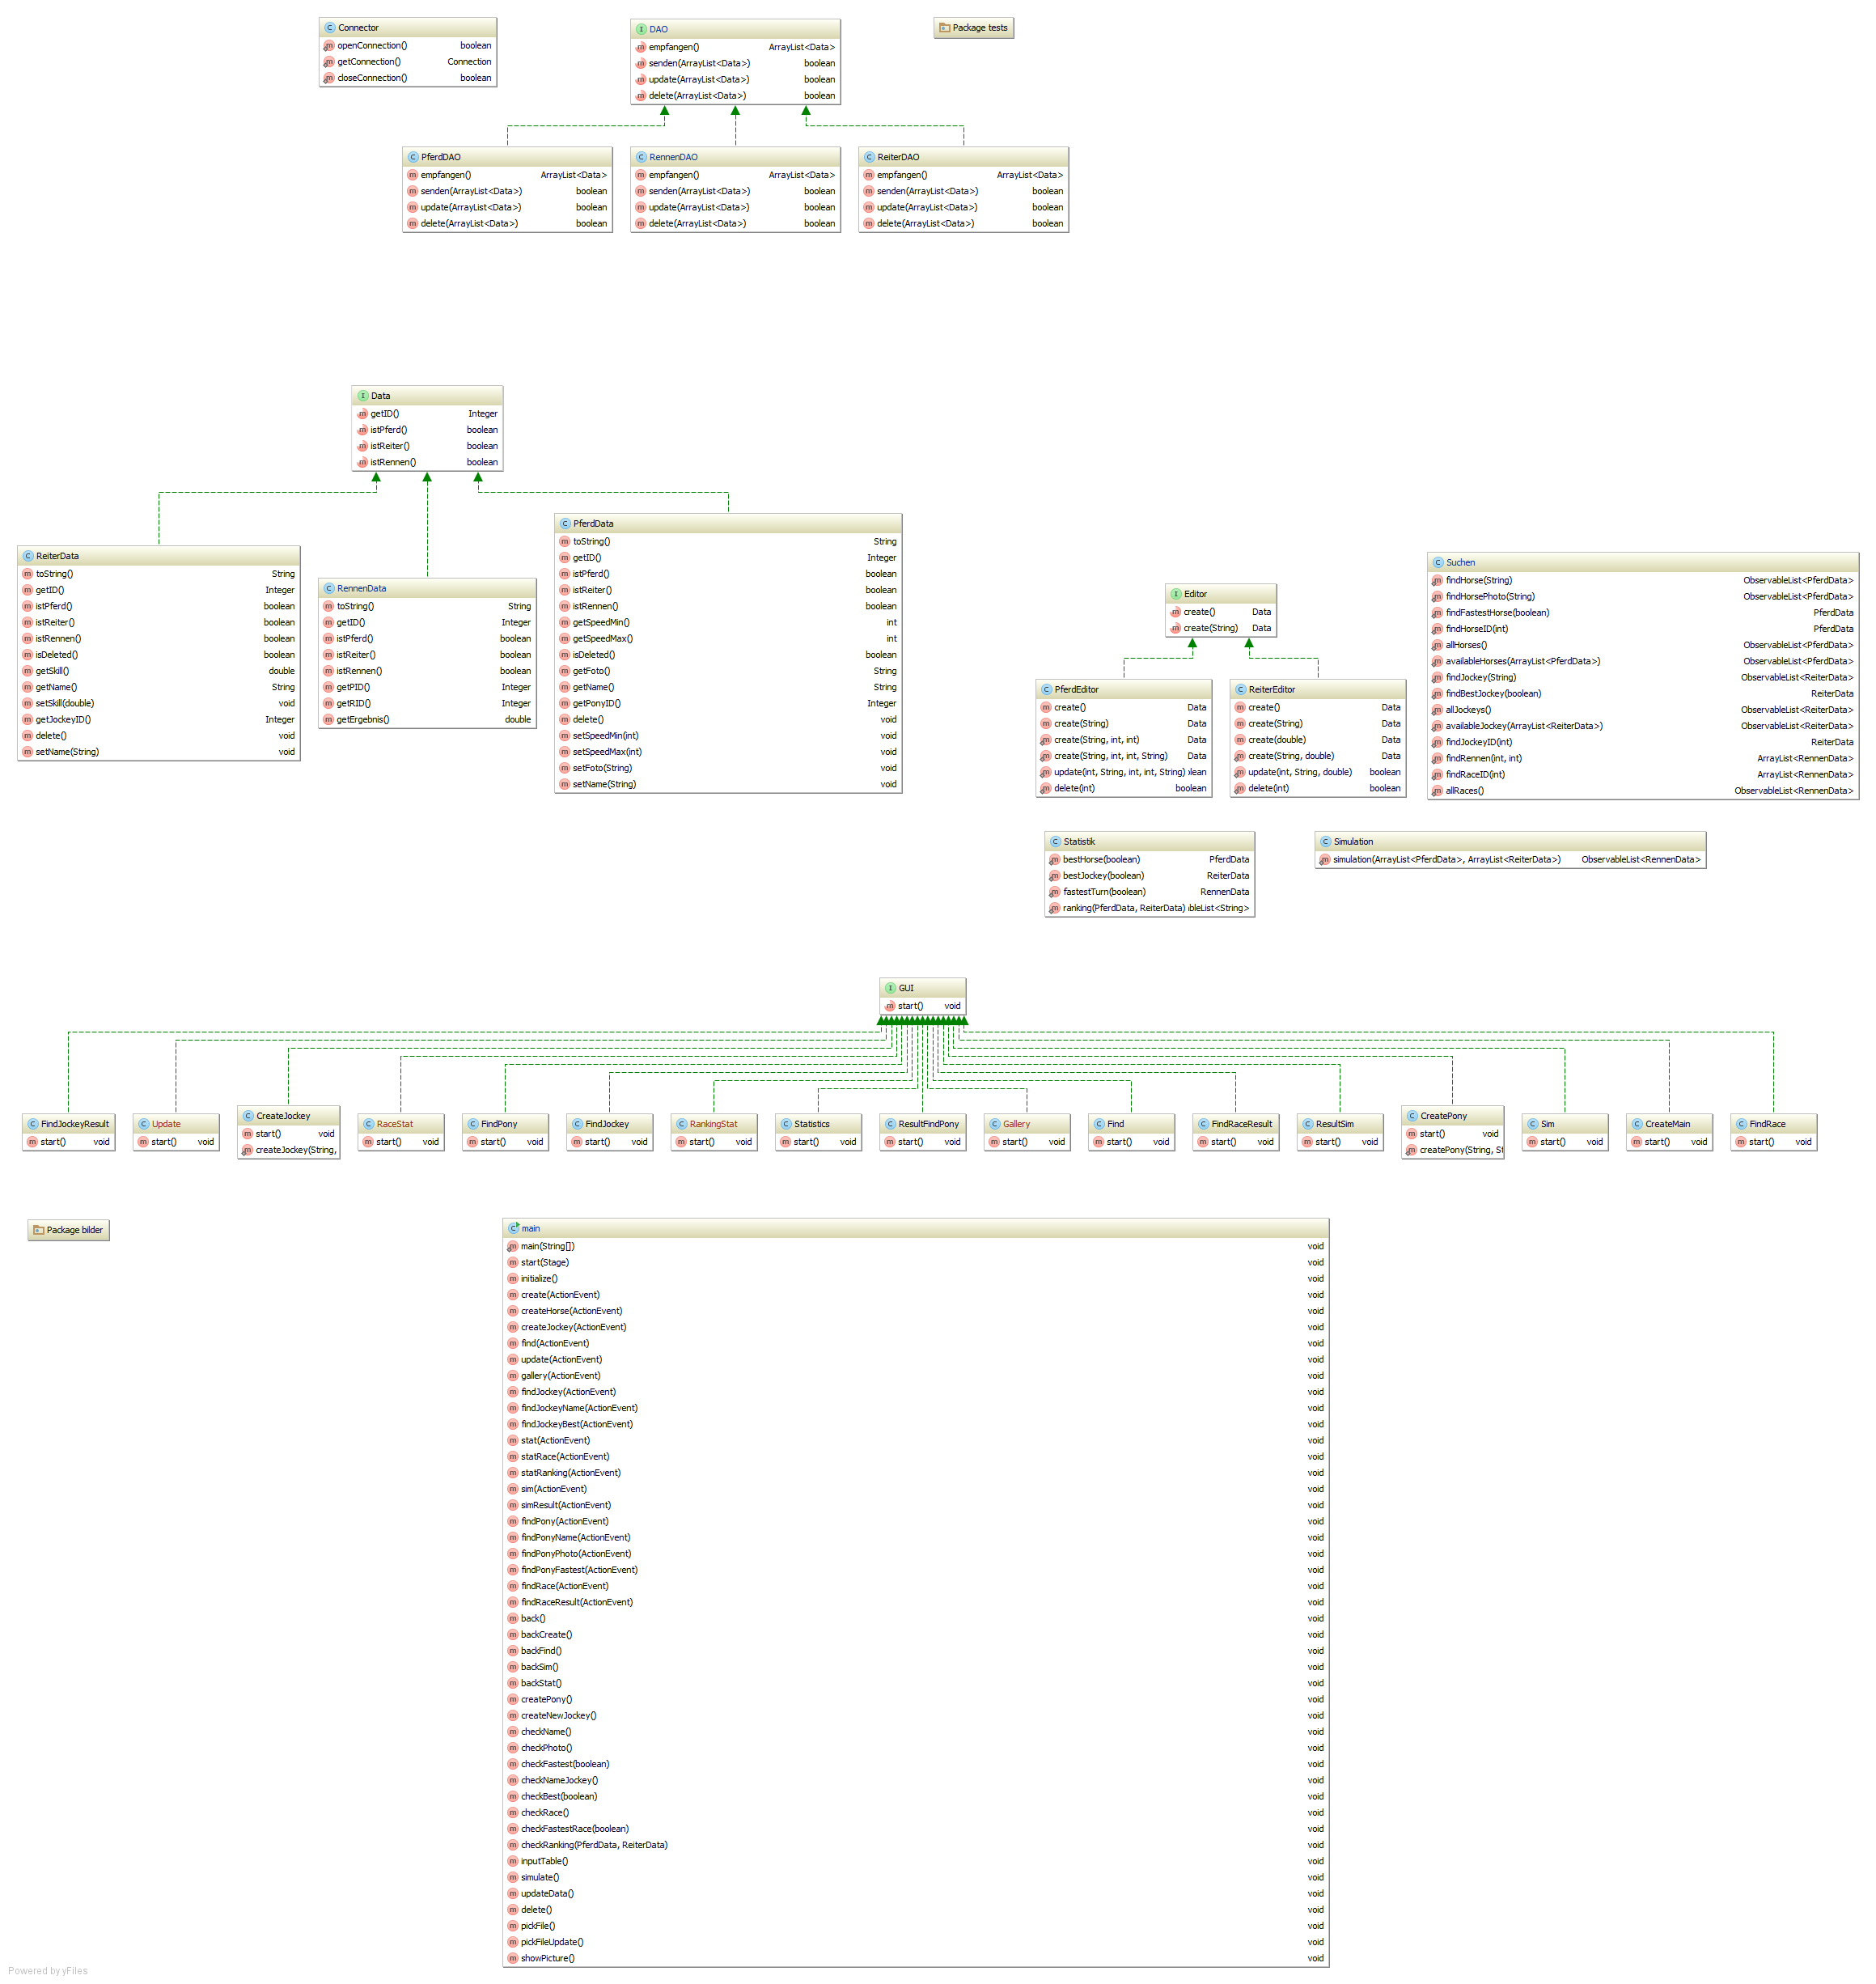 Connector
openConnection() boolean
getConnection() Connection
closeConnection() boolean
DAO
empfangen() ArrayList<Data>
senden(ArrayList<Data>) boolean
update(ArrayList<Data>) boolean
delete(ArrayList<Data>) boolean
Package tests
PferdDAO
empfangen() ArrayList<Data>
senden(ArrayList<Data>) boolean
update(ArrayList<Data>) boolean
delete(ArrayList<Data>) boolean
RennenDAO
empfangen() ArrayList<Data>
senden(ArrayList<Data>) boolean
update(ArrayList<Data>) boolean
delete(ArrayList<Data>) boolean
ReiterDAO
empfangen() ArrayList<Data>
senden(ArrayList<Data>) boolean
update(ArrayList<Data>) boolean
delete(ArrayList<Data>) boolean
Data
getID() Integer
istPferd() boolean
istReiter() boolean
istRennen() boolean
ReiterData
toString() String
getID() Integer
istPferd() boolean
istReiter() boolean
istRennen() boolean
isDeleted() boolean
getSkill() double
getName() String
setSkill(double) void
getJockeyID() Integer
delete() void
setName(String) void
RennenData
toString() String
getID() Integer
istPferd() boolean
istReiter() boolean
istRennen() boolean
getPID() Integer
getRID() Integer
getErgebnis() double
PferdData
toString() String
getID() Integer
istPferd() boolean
istReiter() boolean
istRennen() boolean
getSpeedMin() int
getSpeedMax() int
isDeleted() boolean
getFoto() String
getName() String
getPonyID() Integer
delete() void
setSpeedMin(int) void
setSpeedMax(int) void
setFoto(String) void
setName(String) void
Editor
create() Data
create(String) Data
PferdEditor
create() Data
create(String) Data
create(String, int, int) Data
create(String, int, int, String) Data
update(int, String, int, int, String) lean
delete(int) boolean
ReiterEditor
create() Data
create(String) Data
create(double) Data
create(String, double) Data
update(int, String, double) boolean
delete(int) boolean
Suchen
findHorse(String) ObservableList<PferdData>
findHorsePhoto(String) ObservableList<PferdData>
findFastestHorse(boolean) PferdData
findHorseID(int) PferdData
allHorses() ObservableList<PferdData>
availableHorses(ArrayList<PferdData>) ObservableList<PferdData>
findJockey(String) ObservableList<ReiterData>
findBestJockey(boolean) ReiterData
allJockeys() ObservableList<ReiterData>
availableJockey(ArrayList<ReiterData>) ObservableList<ReiterData>
findJockeyID(int) ReiterData
findRennen(int, int) ArrayList<RennenData>
findRaceID(int) ArrayList<RennenData>
allRaces() ObservableList<RennenData>
Statistik
bestHorse(boolean) PferdData
bestJockey(boolean) ReiterData
fastestTurn(boolean) RennenData
ranking(PferdData, ReiterData) bleList<String>
Simulation
simulation(ArrayList<PferdData>, ArrayList<ReiterData>) ObservableList<RennenData>
GUI
start() void
FindJockeyResult
start() void
Update
start() void
CreateJockey
start() void
createJockey(String,
RaceStat
start() void
FindPony
start() void
FindJockey
start() void
RankingStat
start() void
Statistics
start() void
ResultFindPony
start() void
Gallery
start() void
Find
start() void
FindRaceResult
start() void
ResultSim
start() void
CreatePony
start() void
createPony(String, St
Sim
start() void
CreateMain
start() void
FindRace
start() void
Package bilder
main
main(String[]) void
start(Stage) void
initialize() void
create(ActionEvent) void
createHorse(ActionEvent) void
createJockey(ActionEvent) void
find(ActionEvent) void
update(ActionEvent) void
gallery(ActionEvent) void
findJockey(ActionEvent) void
findJockeyName(ActionEvent) void
findJockeyBest(ActionEvent) void
stat(ActionEvent) void
statRace(ActionEvent) void
statRanking(ActionEvent) void
sim(ActionEvent) void
simResult(ActionEvent) void
findPony(ActionEvent) void
findPonyName(ActionEvent) void
findPonyPhoto(ActionEvent) void
findPonyFastest(ActionEvent) void
findRace(ActionEvent) void
findRaceResult(ActionEvent) void
back() void
backCreate() void
backFind() void
backSim() void
backStat() void
createPony() void
createNewJockey() void
checkName() void
checkPhoto() void
checkFastest(boolean) void
checkNameJockey() void
checkBest(boolean) void
checkRace() void
checkFastestRace(boolean) void
checkRanking(PferdData, ReiterData) void
inputTable() void
simulate() void
updateData() void
delete() void
pickFile() void
pickFileUpdate() void
showPicture() void
Powered by yFiles